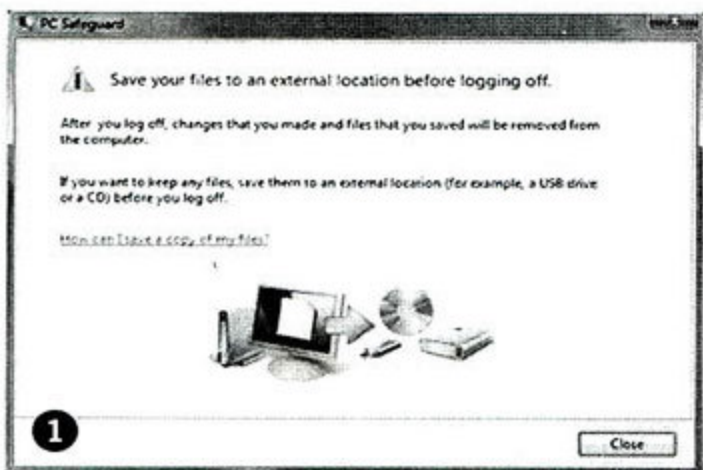 PC Safeguard
Save your files to an external location before logging off.
After you log off, changes that you made and files that you saved will be removed from
the computer.
If you want to keep any files, save them to an external location (for example, a USB drive
or a CD) before you log off.
How can I save a copy of my files?
1
Close